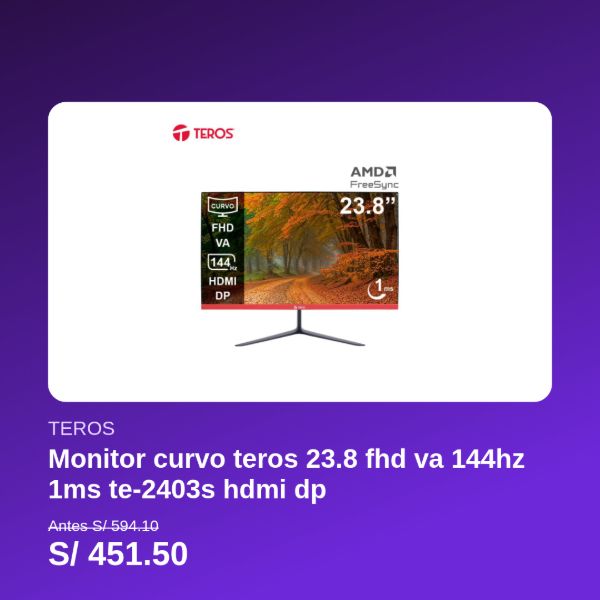 TEROS
AMD
FreeSync
23.8”
CURVO
FHD
VA
144Hz
HDMI
DP
1ms
TEROS
Monitor curvo teros 23.8 fhd va 144hz
1ms te-2403s hdmi dp
Antes S/ 594.10
S/ 451.50